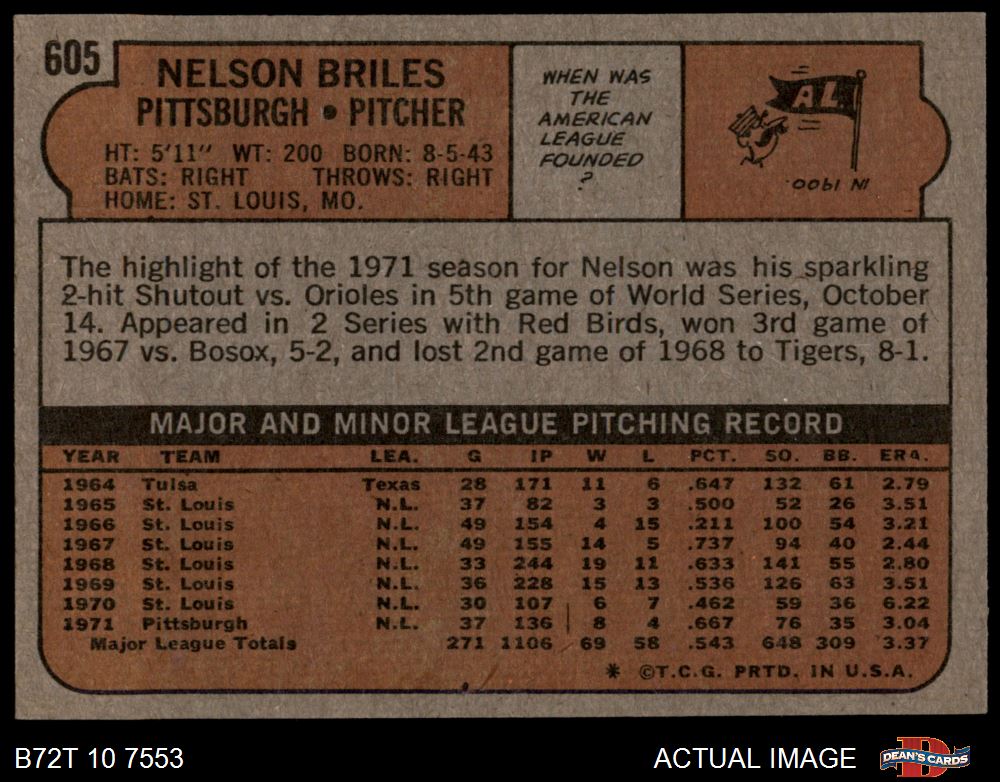 605
NELSON BRILES
PITTSBURGH • PITCHER
HT: 5'11" WT: 200 BORN: 8-5-43
BATS: RIGHT THROWS: RIGHT
HOME: ST. LOUIS, MO.
WHEN WAS
THE
AMERICAN
LEAGUE
FOUNDED
?
AL
IN 1900
The highlight of the 1971 season for Nelson was his sparkling
2-hit Shutout vs. Orioles in 5th game of World Series, October
14. Appeared in 2 Series with Red Birds, won 3rd game of
1967 vs. Bosox, 5-2, and lost 2nd game of 1968 to Tigers, 8-1.
MAJOR AND MINOR LEAGUE PITCHING RECORD
YEAR TEAM LEA. G IP W L PCT. SO. BB. ERA.
1964 Tulsa Texas 28 171 11 6 .647 132 61 2.79
1965 St. Louis N.L. 37 82 3 3 .500 52 26 3.51
1966 St. Louis N.L. 49 154 4 15 .211 100 54 3.21
1967 St. Louis N.L. 49 155 14 5 .737 94 40 2.44
1968 St. Louis N.L. 33 244 19 11 .633 141 55 2.80
1969 St. Louis N.L. 36 228 15 13 .536 126 63 3.51
1970 St. Louis N.L. 30 107 6 7 .462 59 36 6.22
1971 Pittsburgh N.L. 37 136 8 4 .667 76 35 3.04
Major League Totals 271 1106 69 58 .543 648 309 3.37
* ©T.C.G. PRTD. IN U.S.A.
B72T 10 7553
ACTUAL IMAGE
DEAN'S CARDS